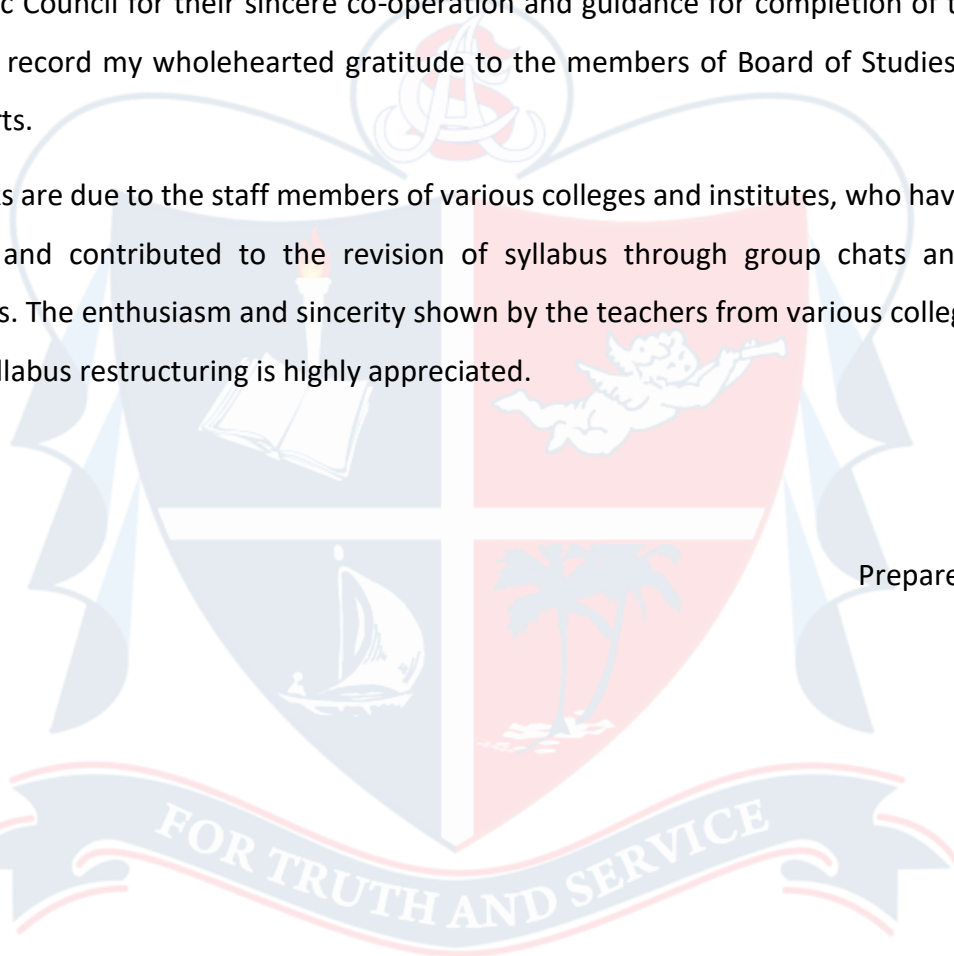 c Council for their sincere co-operation and guidance for completion of t
record my wholehearted gratitude to the members of Board of Studies
rts.
s are due to the staff members of various colleges and institutes, who hav
and contributed to the revision of syllabus through group chats an
s. The enthusiasm and sincerity shown by the teachers from various colleg
llabus restructuring is highly appreciated.
Prepare
FOR TRUTH AND SERVICE